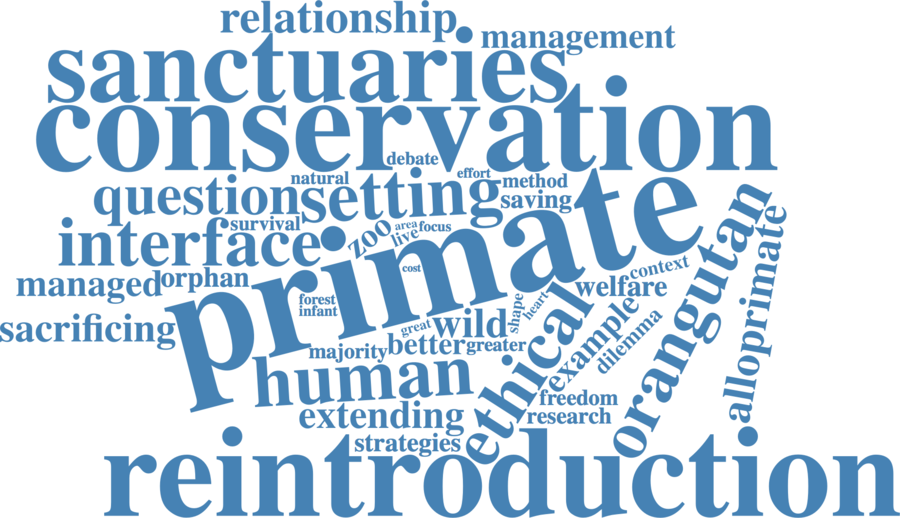 relationship
management
sanctuaries
conservation
debate
effort
natural
method
question
setting
saving
survival
interface
zoo
area
live
focus
primate
cost
managed
orphan
forest
infant
context
welfare
orangutan
alloprimate
sacrificing
great
wild
shape
heart
majority
better
greater
ethical
example
dilemma
human
freedom
extending
research
strategies
reintroduction